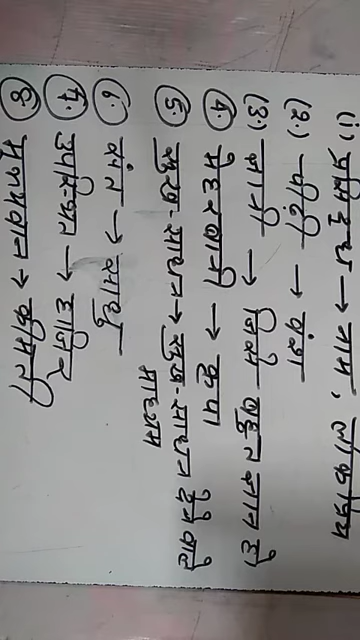 (1) प्रसिद्ध → नाम, लोकप्रिय
(2.) पीढ़ी → वंश
(3.) ज्ञानी → जिसे बहुत ज्ञान हो
4. मेहरबानी → कृपा
5. सुख-साधन → सुख-साधन देने वाले
माध्यम
6. संत → साधु
7. उपस्थित → हाजिर
8. मूल्यवान → कीमती